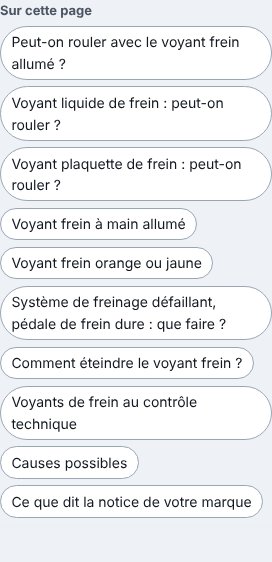 Sur cette page
Peut-on rouler avec le voyant frein
allumé ?
Voyant liquide de frein : peut-on
rouler ?
Voyant plaquette de frein : peut-on
rouler ?
Voyant frein à main allumé
Voyant frein orange ou jaune
Système de freinage défaillant,
pédale de frein dure : que faire ?
Comment éteindre le voyant frein ?
Voyants de frein au contrôle
technique
Causes possibles
Ce que dit la notice de votre marque